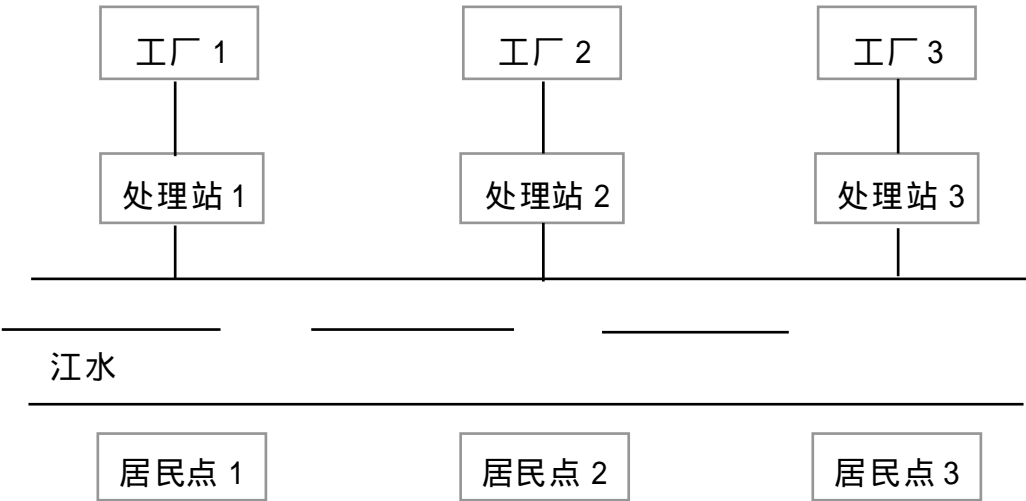 工厂 1 工厂 2 工厂 3
处理站 1 处理站 2 处理站 3
江水
居民点 1 居民点 2 居民点 3